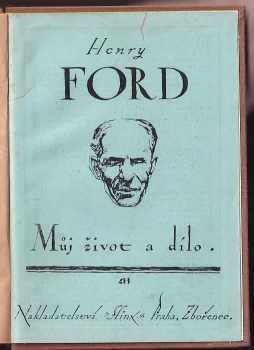 Henry
FORD
Můj život a dílo.
Nakladatelství Sfinx Praha, Zbořenec.